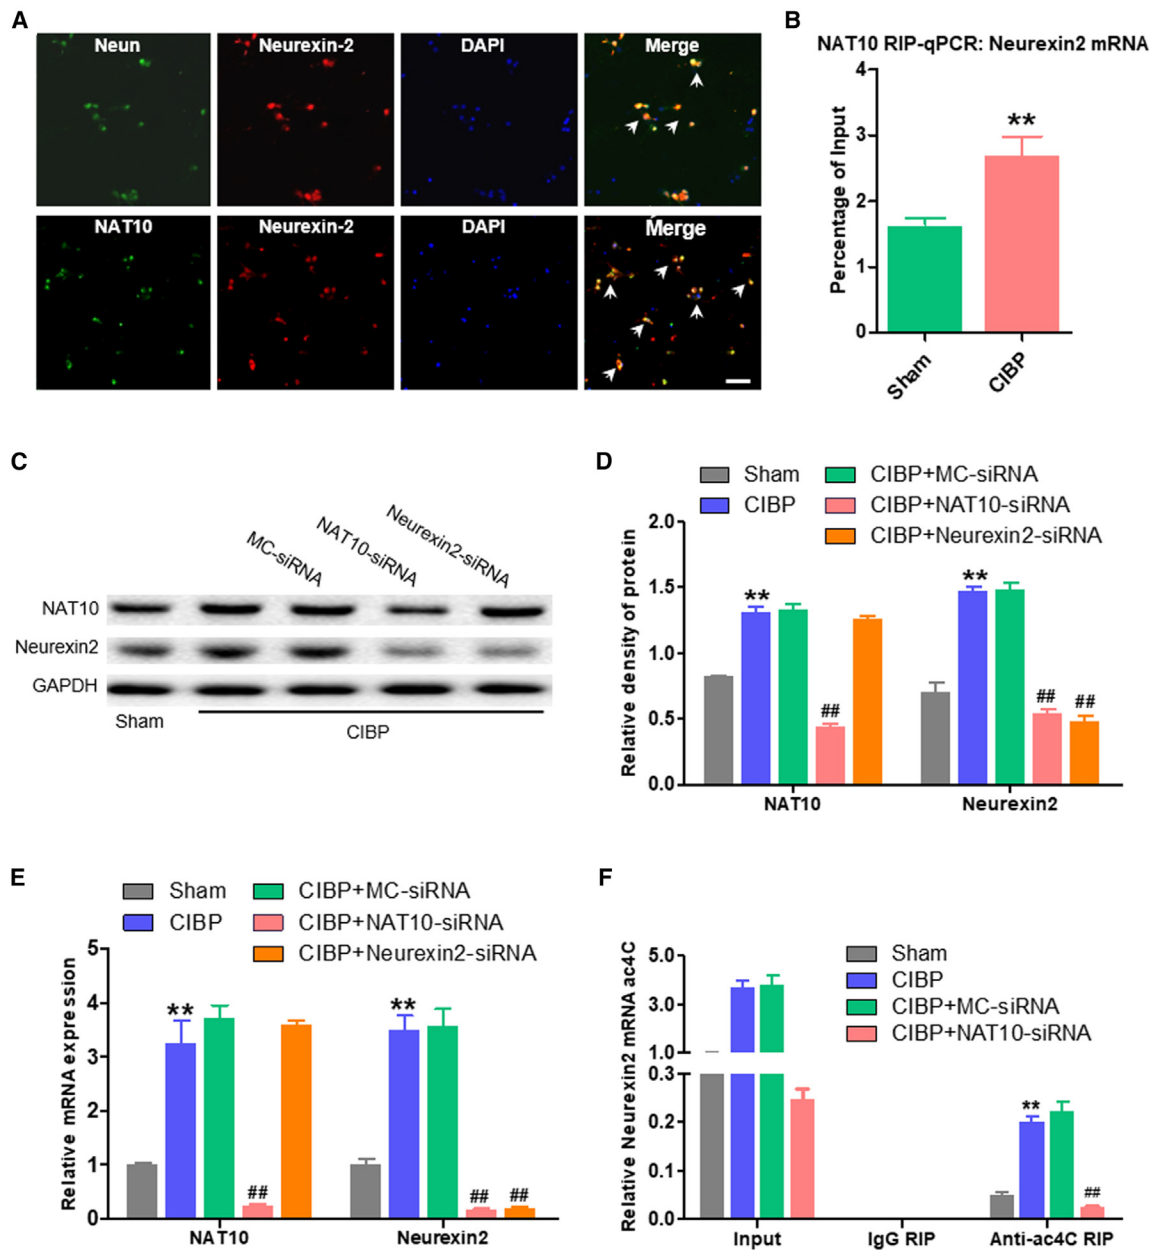 A
Neun
Neurexin-2
DAPI
Merge
NAT10
Neurexin-2
DAPI
Merge
B
NAT10 RIP-qPCR: Neurexin2 mRNA
Percentage of Input
4
3
2
1
0
**
Sham
CIBP
C
MC-siRNA
NAT10-siRNA
Neurexin2-siRNA
NAT10
Neurexin2
GAPDH
Sham
CIBP
D
Sham
CIBP
CIBP+MC-siRNA
CIBP+NAT10-siRNA
CIBP+Neurexin2-siRNA
Relative density of protein
2.0
1.5
1.0
0.5
0.0
**
##
**
##
##
NAT10
Neurexin2
E
Sham
CIBP
CIBP+MC-siRNA
CIBP+NAT10-siRNA
CIBP+Neurexin2-siRNA
Relative mRNA expression
5
4
3
2
1
0
**
##
**
##
##
NAT10
Neurexin2
F
Sham
CIBP
CIBP+MC-siRNA
CIBP+NAT10-siRNA
Relative Neurexin2 mRNA ac4C
5.0
3.0
1.0
0.3
0.2
0.1
0.0
**
##
Input
IgG RIP
Anti-ac4C RIP